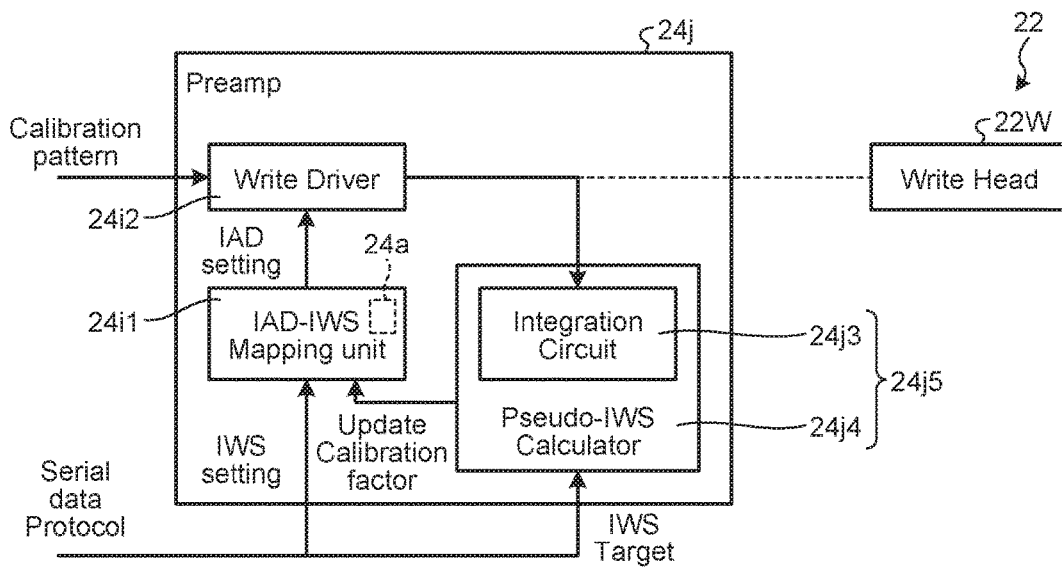 24j
22
Preamp
22W
Calibration
pattern
Write Driver
Write Head
24i2
IAD
setting
24a
24i1
IAD-IWS
Mapping unit
Integration
Circuit
24j3
24j5
Pseudo-IWS
Calculator
24j4
Update
Calibration
factor
IWS
setting
Serial
data
Protocol
IWS
Target